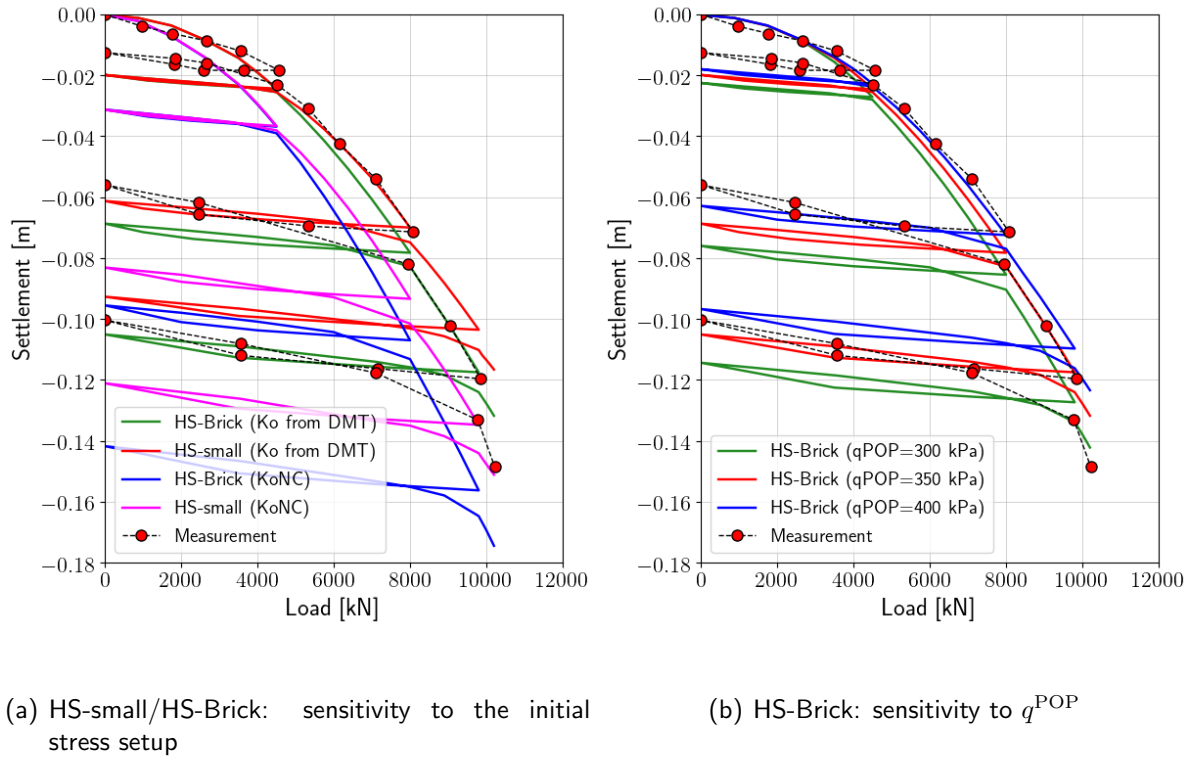 0.00
−0.02
−0.04
−0.06
−0.08
−0.10
−0.12
−0.14
−0.16
−0.18
Settlement [m]
0 2000 4000 6000 8000 10000 12000
Load [kN]
HS-Brick (Ko from DMT)
HS-small (Ko from DMT)
HS-Brick (KoNC)
HS-small (KoNC)
Measurement
0.00
−0.02
−0.04
−0.06
−0.08
−0.10
−0.12
−0.14
−0.16
−0.18
Settlement [m]
0 2000 4000 6000 8000 10000 12000
Load [kN]
HS-Brick (qPOP=300 kPa)
HS-Brick (qPOP=350 kPa)
HS-Brick (qPOP=400 kPa)
Measurement
(a) HS-small/HS-Brick: sensitivity to the initial
stress setup
(b) HS-Brick: sensitivity to q^POP